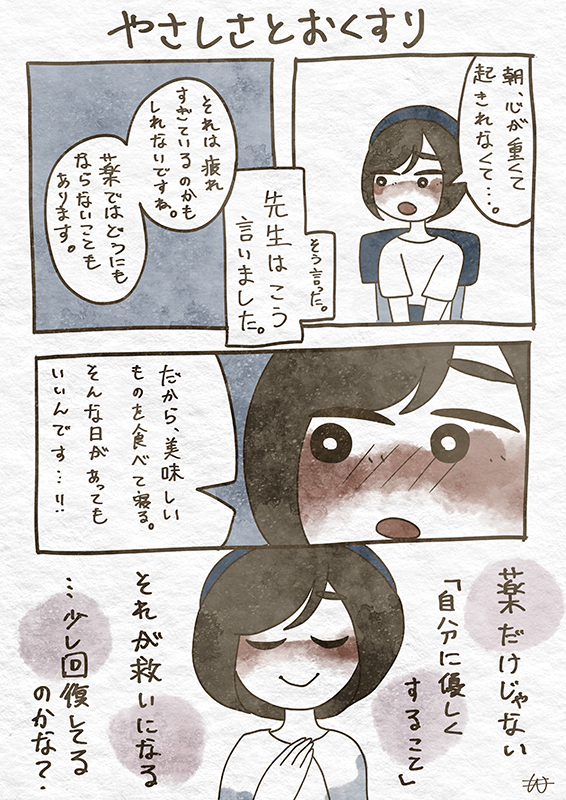 やさしさとおくすり
朝、心が重くて
起きれなくて…。
そう言った。
先生はこう
言いました。
それは疲れ
すぎているのかも
しれないですね。
薬ではどうにも
ならないことも
あります。
だから、美味しい
ものを食べて寝る。
そんな日があっても
いいんです…!!
薬だけじゃない
「自分に優しく
すること」
それが救いになる
…少し回復してる
のかな?